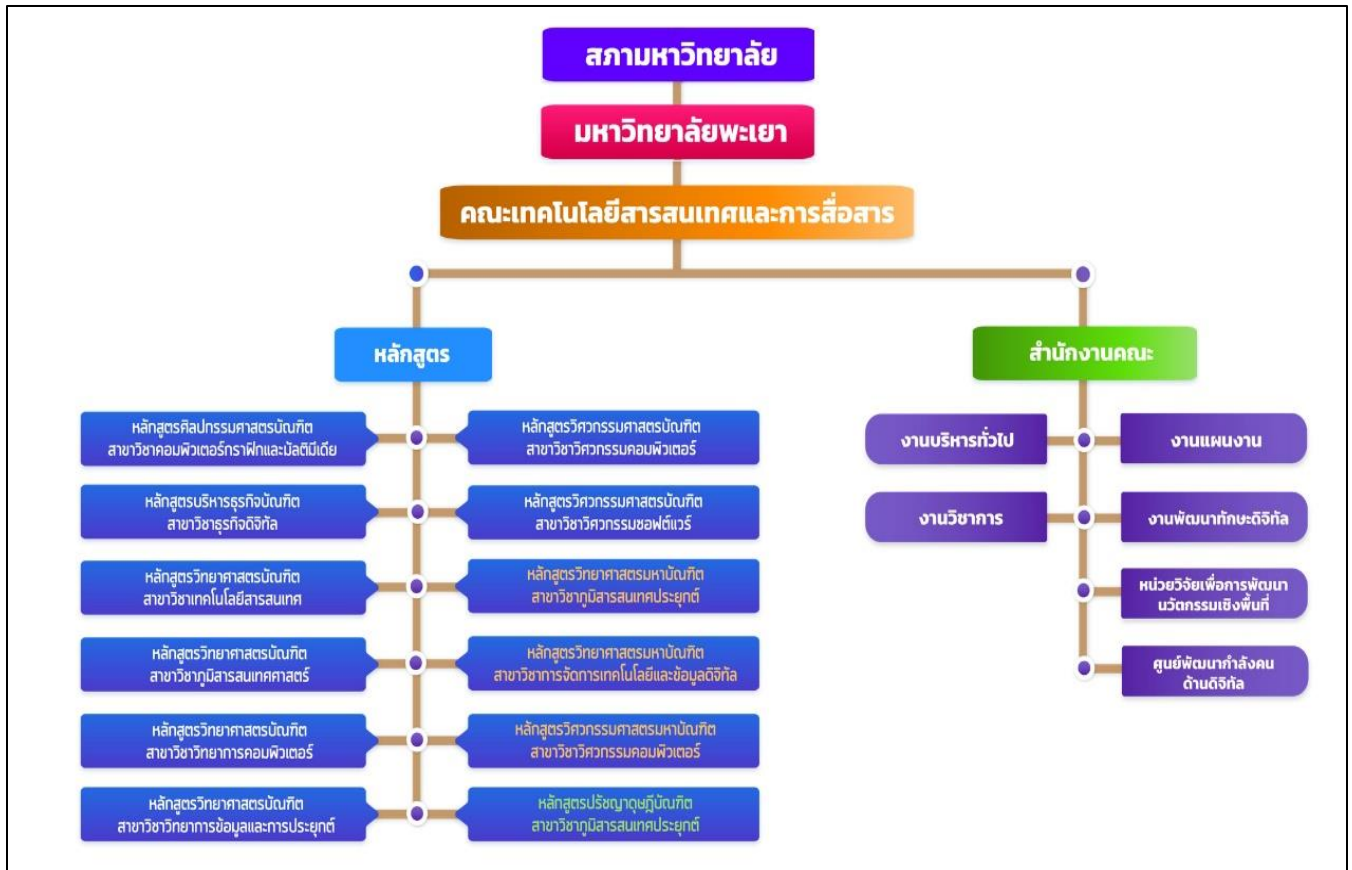 สภามหาวิทยาลัย
มหาวิทยาลัยพะเยา
คณะเทคโนโลยีสารสนเทศและการสื่อสาร
หลักสูตร
สำนักงานคณะ
หลักสูตรศิลปกรรมศาสตรบัณฑิต
สาขาวิชาคอมพิวเตอร์กราฟิกและมัลติมีเดีย
หลักสูตรวิศวกรรมศาสตรบัณฑิต
สาขาวิชาวิศวกรรมคอมพิวเตอร์
หลักสูตรบริหารธุรกิจบัณฑิต
สาขาวิชาธุรกิจดิจิทัล
หลักสูตรวิศวกรรมศาสตรบัณฑิต
สาขาวิชาวิศวกรรมซอฟต์แวร์
หลักสูตรวิทยาศาสตรบัณฑิต
สาขาวิชาเทคโนโลยีสารสนเทศ
หลักสูตรวิทยาศาสตรมหาบัณฑิต
สาขาวิชาภูมิสารสนเทศประยุกต์
หลักสูตรวิทยาศาสตรบัณฑิต
สาขาวิชาภูมิสารสนเทศศาสตร์
หลักสูตรวิทยาศาสตรมหาบัณฑิต
สาขาวิชาการจัดการเทคโนโลยีและข้อมูลดิจิทัล
หลักสูตรวิทยาศาสตรบัณฑิต
สาขาวิชาวิทยาการคอมพิวเตอร์
หลักสูตรวิศวกรรมศาสตรมหาบัณฑิต
สาขาวิชาวิศวกรรมคอมพิวเตอร์
หลักสูตรวิทยาศาสตรบัณฑิต
สาขาวิชาวิทยาการข้อมูลและการประยุกต์
หลักสูตรปรัชญาดุษฎีบัณฑิต
สาขาวิชาภูมิสารสนเทศประยุกต์
งานบริหารทั่วไป
งานแผนงาน
งานวิชาการ
งานพัฒนาทักษะดิจิทัล
หน่วยวิจัยเพื่อการพัฒนา
นวัตกรรมเชิงพื้นที่
ศูนย์พัฒนากำลังคน
ด้านดิจิทัล